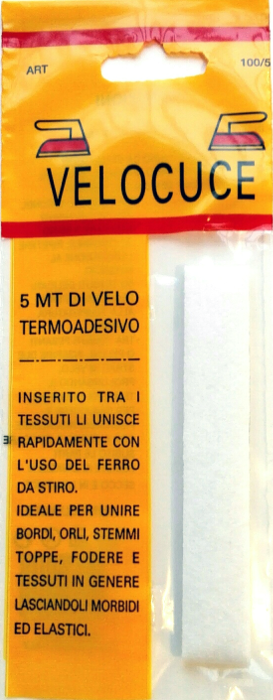 ART 100/5
VELOCUCE
5 MT DI VELO
TERMOADESIVO
INSERITO TRA I
TESSUTI LI UNISCE
RAPIDAMENTE CON
L'USO DEL FERRO
DA STIRO.
IDEALE PER UNIRE
BORDI, ORLI, STEMMI
TOPPE, FODERE E
TESSUTI IN GENERE
LASCIANDOLI MORBIDI
ED ELASTICI.